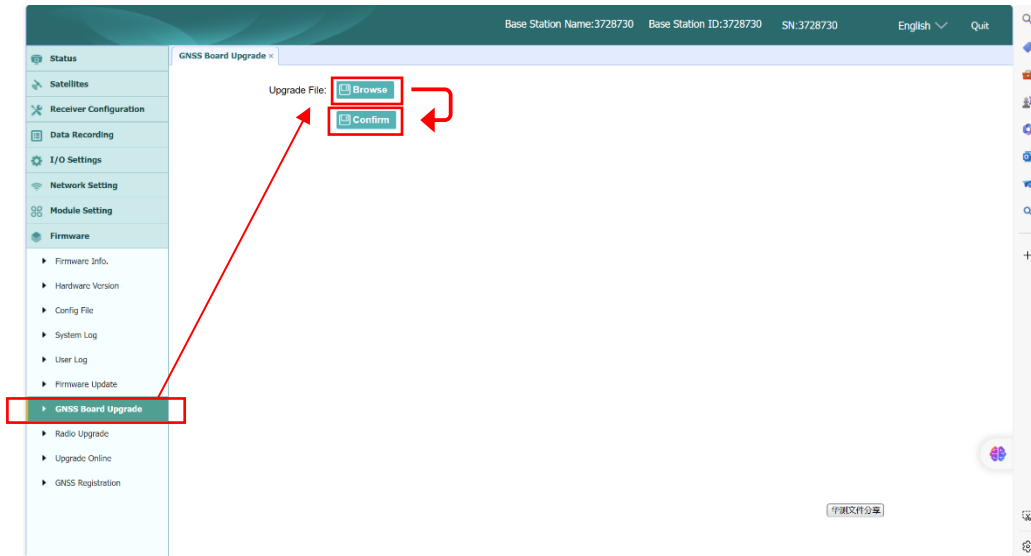 Base Station Name:3728730 Base Station ID:3728730 SN:3728730 English Quit
Status
GNSS Board Upgrade ×
Satellites
Upgrade File: Browse
Receiver Configuration
Confirm
Data Recording
I/O Settings
Network Setting
Module Setting
Firmware
Firmware Info.
Hardware Version
Config File
System Log
User Log
Firmware Update
GNSS Board Upgrade
Radio Upgrade
Upgrade Online
GNSS Registration
华测文件分享